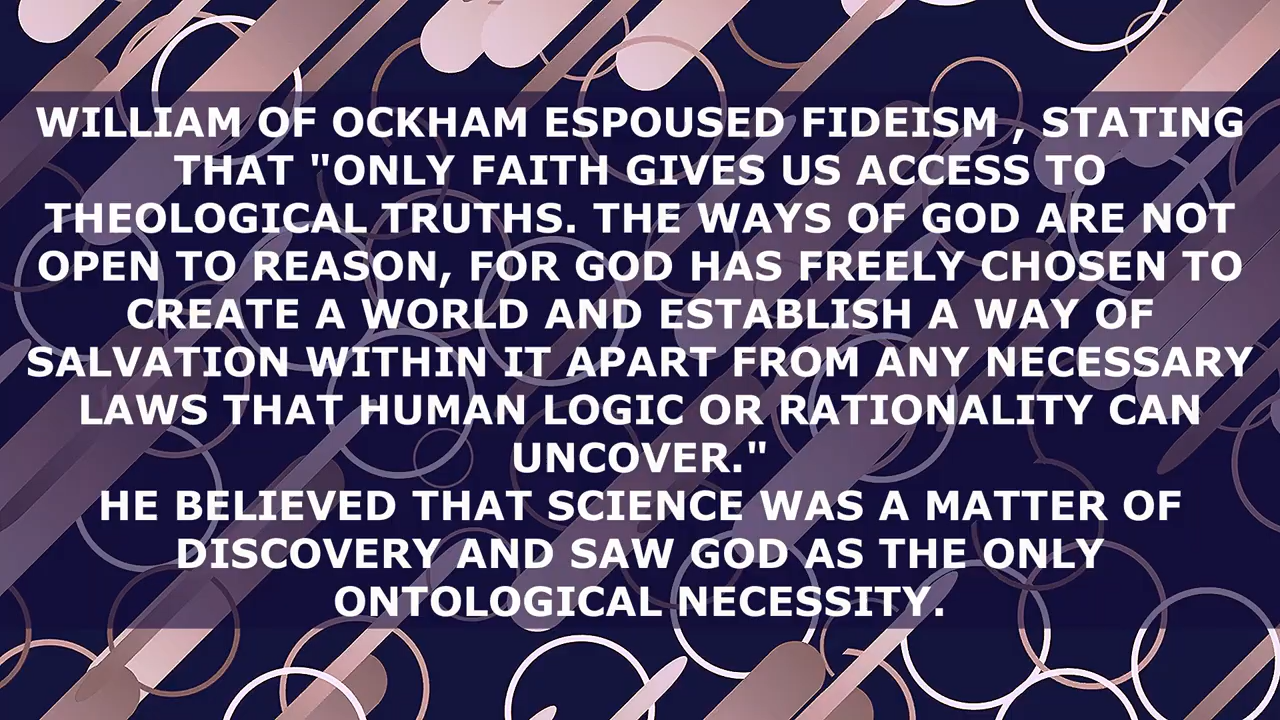 WILLIAM OF OCKHAM ESPOUSED FIDEISM , STATING
THAT "ONLY FAITH GIVES US ACCESS TO
THEOLOGICAL TRUTHS. THE WAYS OF GOD ARE NOT
OPEN TO REASON, FOR GOD HAS FREELY CHOSEN TO
CREATE A WORLD AND ESTABLISH A WAY OF
SALVATION WITHIN IT APART FROM ANY NECESSARY
LAWS THAT HUMAN LOGIC OR RATIONALITY CAN
UNCOVER."
HE BELIEVED THAT SCIENCE WAS A MATTER OF
DISCOVERY AND SAW GOD AS THE ONLY
ONTOLOGICAL NECESSITY.